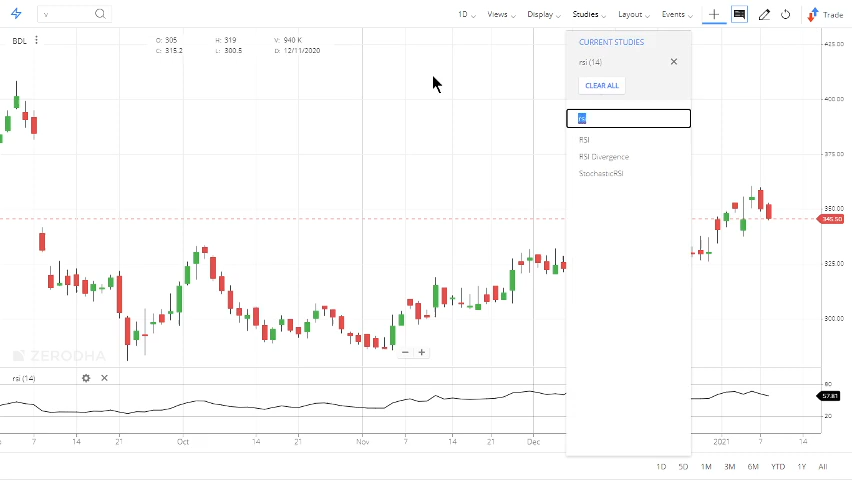 v
1D Views Display Studies Layout Events Trade
BDL
O: 305 H: 319 V: 940 K
C: 315.2 L: 300.5 D: 12/11/2020
CURRENT STUDIES
rsi (14)
CLEAR ALL
rsi
RSI
RSI Divergence
StochasticRSI
425.00
400.00
375.00
350.00
345.50
325.00
300.00
ZERODHA
rsi (14)
80
57.81
20
7 14 21 Oct 14 21 Nov 7 14 21 Dec 2021 7 14
1D 5D 1M 3M 6M YTD 1Y All